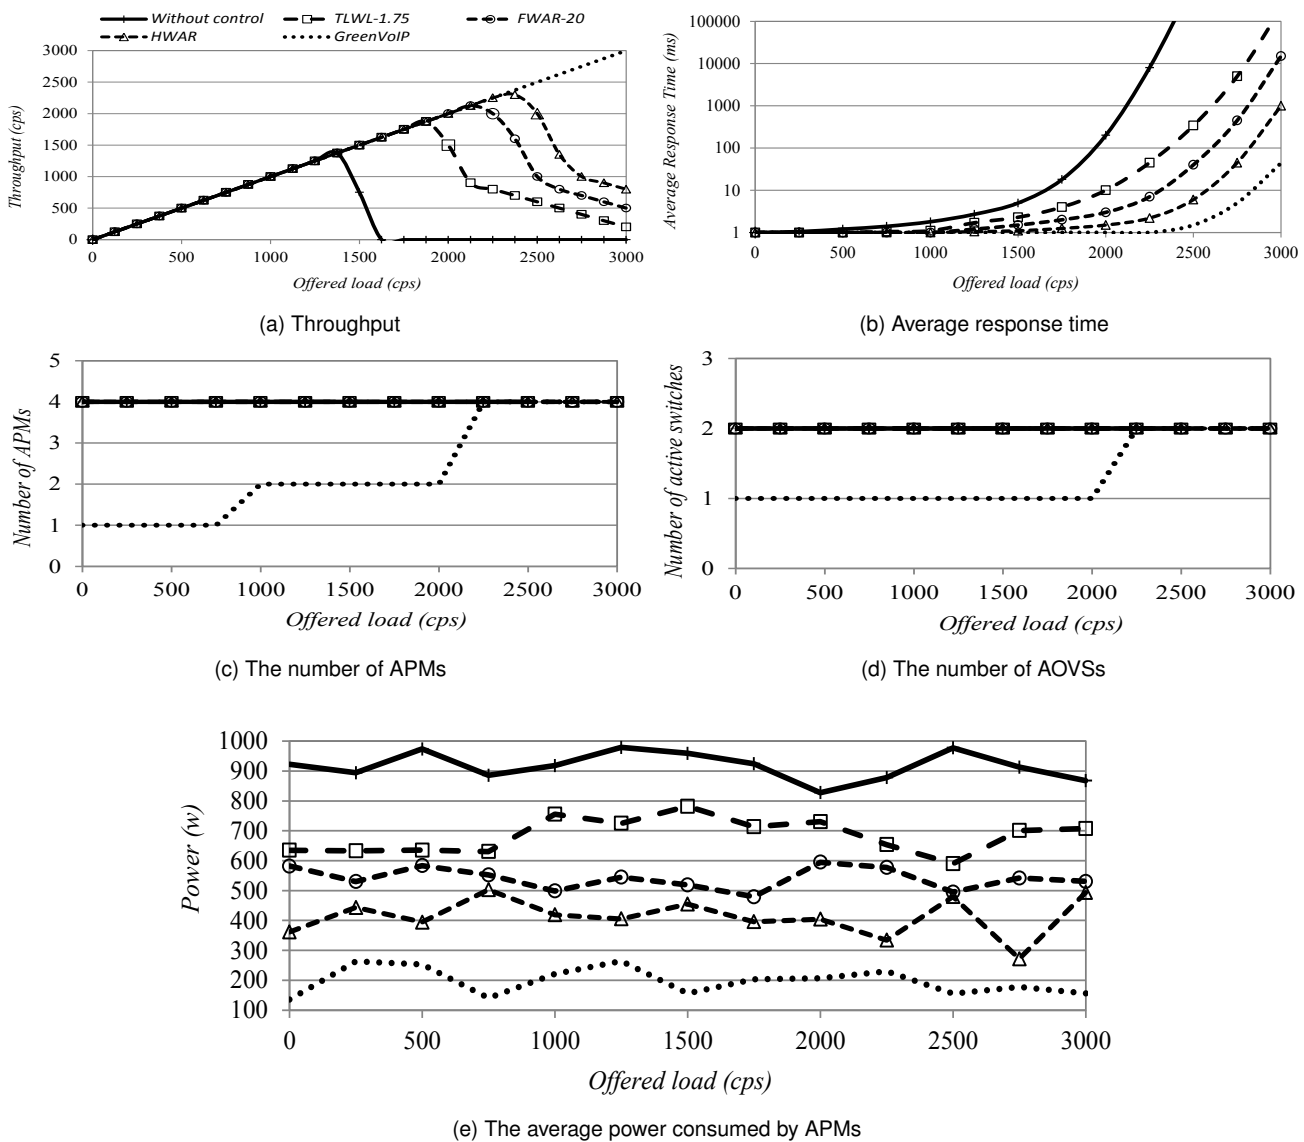 Without control TLWL-1.75 FWAR-20
HWAR GreenVoIP
Throughput (cps)
3000
2500
2000
1500
1000
500
0
0 500 1000 1500 2000 2500 3000
Offered load (cps)
(a) Throughput
Average Response Time (ms)
100000
10000
1000
100
10
1
0 500 1000 1500 2000 2500 3000
Offered load (cps)
(b) Average response time
Number of APMs
5
4
3
2
1
0
0 500 1000 1500 2000 2500 3000
Offered load (cps)
(c) The number of APMs
Number of active switches
3
2
1
0
0 500 1000 1500 2000 2500 3000
Offered load (cps)
(d) The number of AOVSs
Power (w)
1000
900
800
700
600
500
400
300
200
100
0 500 1000 1500 2000 2500 3000
Offered load (cps)
(e) The average power consumed by APMs